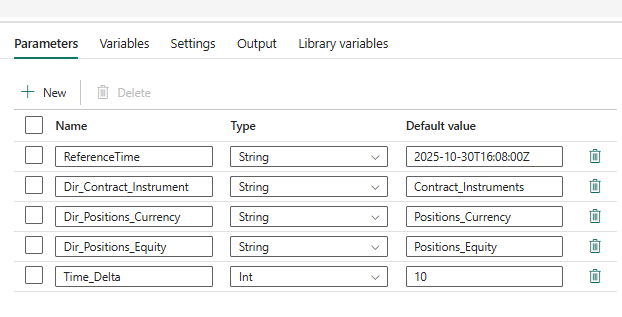 Parameters Variables Settings Output Library variables
New Delete
Name Type Default value
ReferenceTime String 2025-10-30T16:08:00Z
Dir_Contract_Instrument String Contract_Instruments
Dir_Positions_Currency String Positions_Currency
Dir_Positions_Equity String Positions_Equity
Time_Delta Int 10